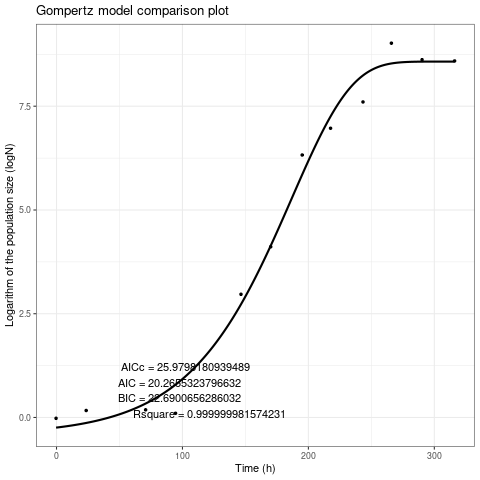 Gompertz model comparison plot
Logarithm of the population size (logN)
7.5
5.0
2.5
0.0
AICc = 25.9798180939489
AIC = 20.2655323796632
BIC = 22.6900656286032
Rsquare = 0.999999981574231
0 100 200 300
Time (h)